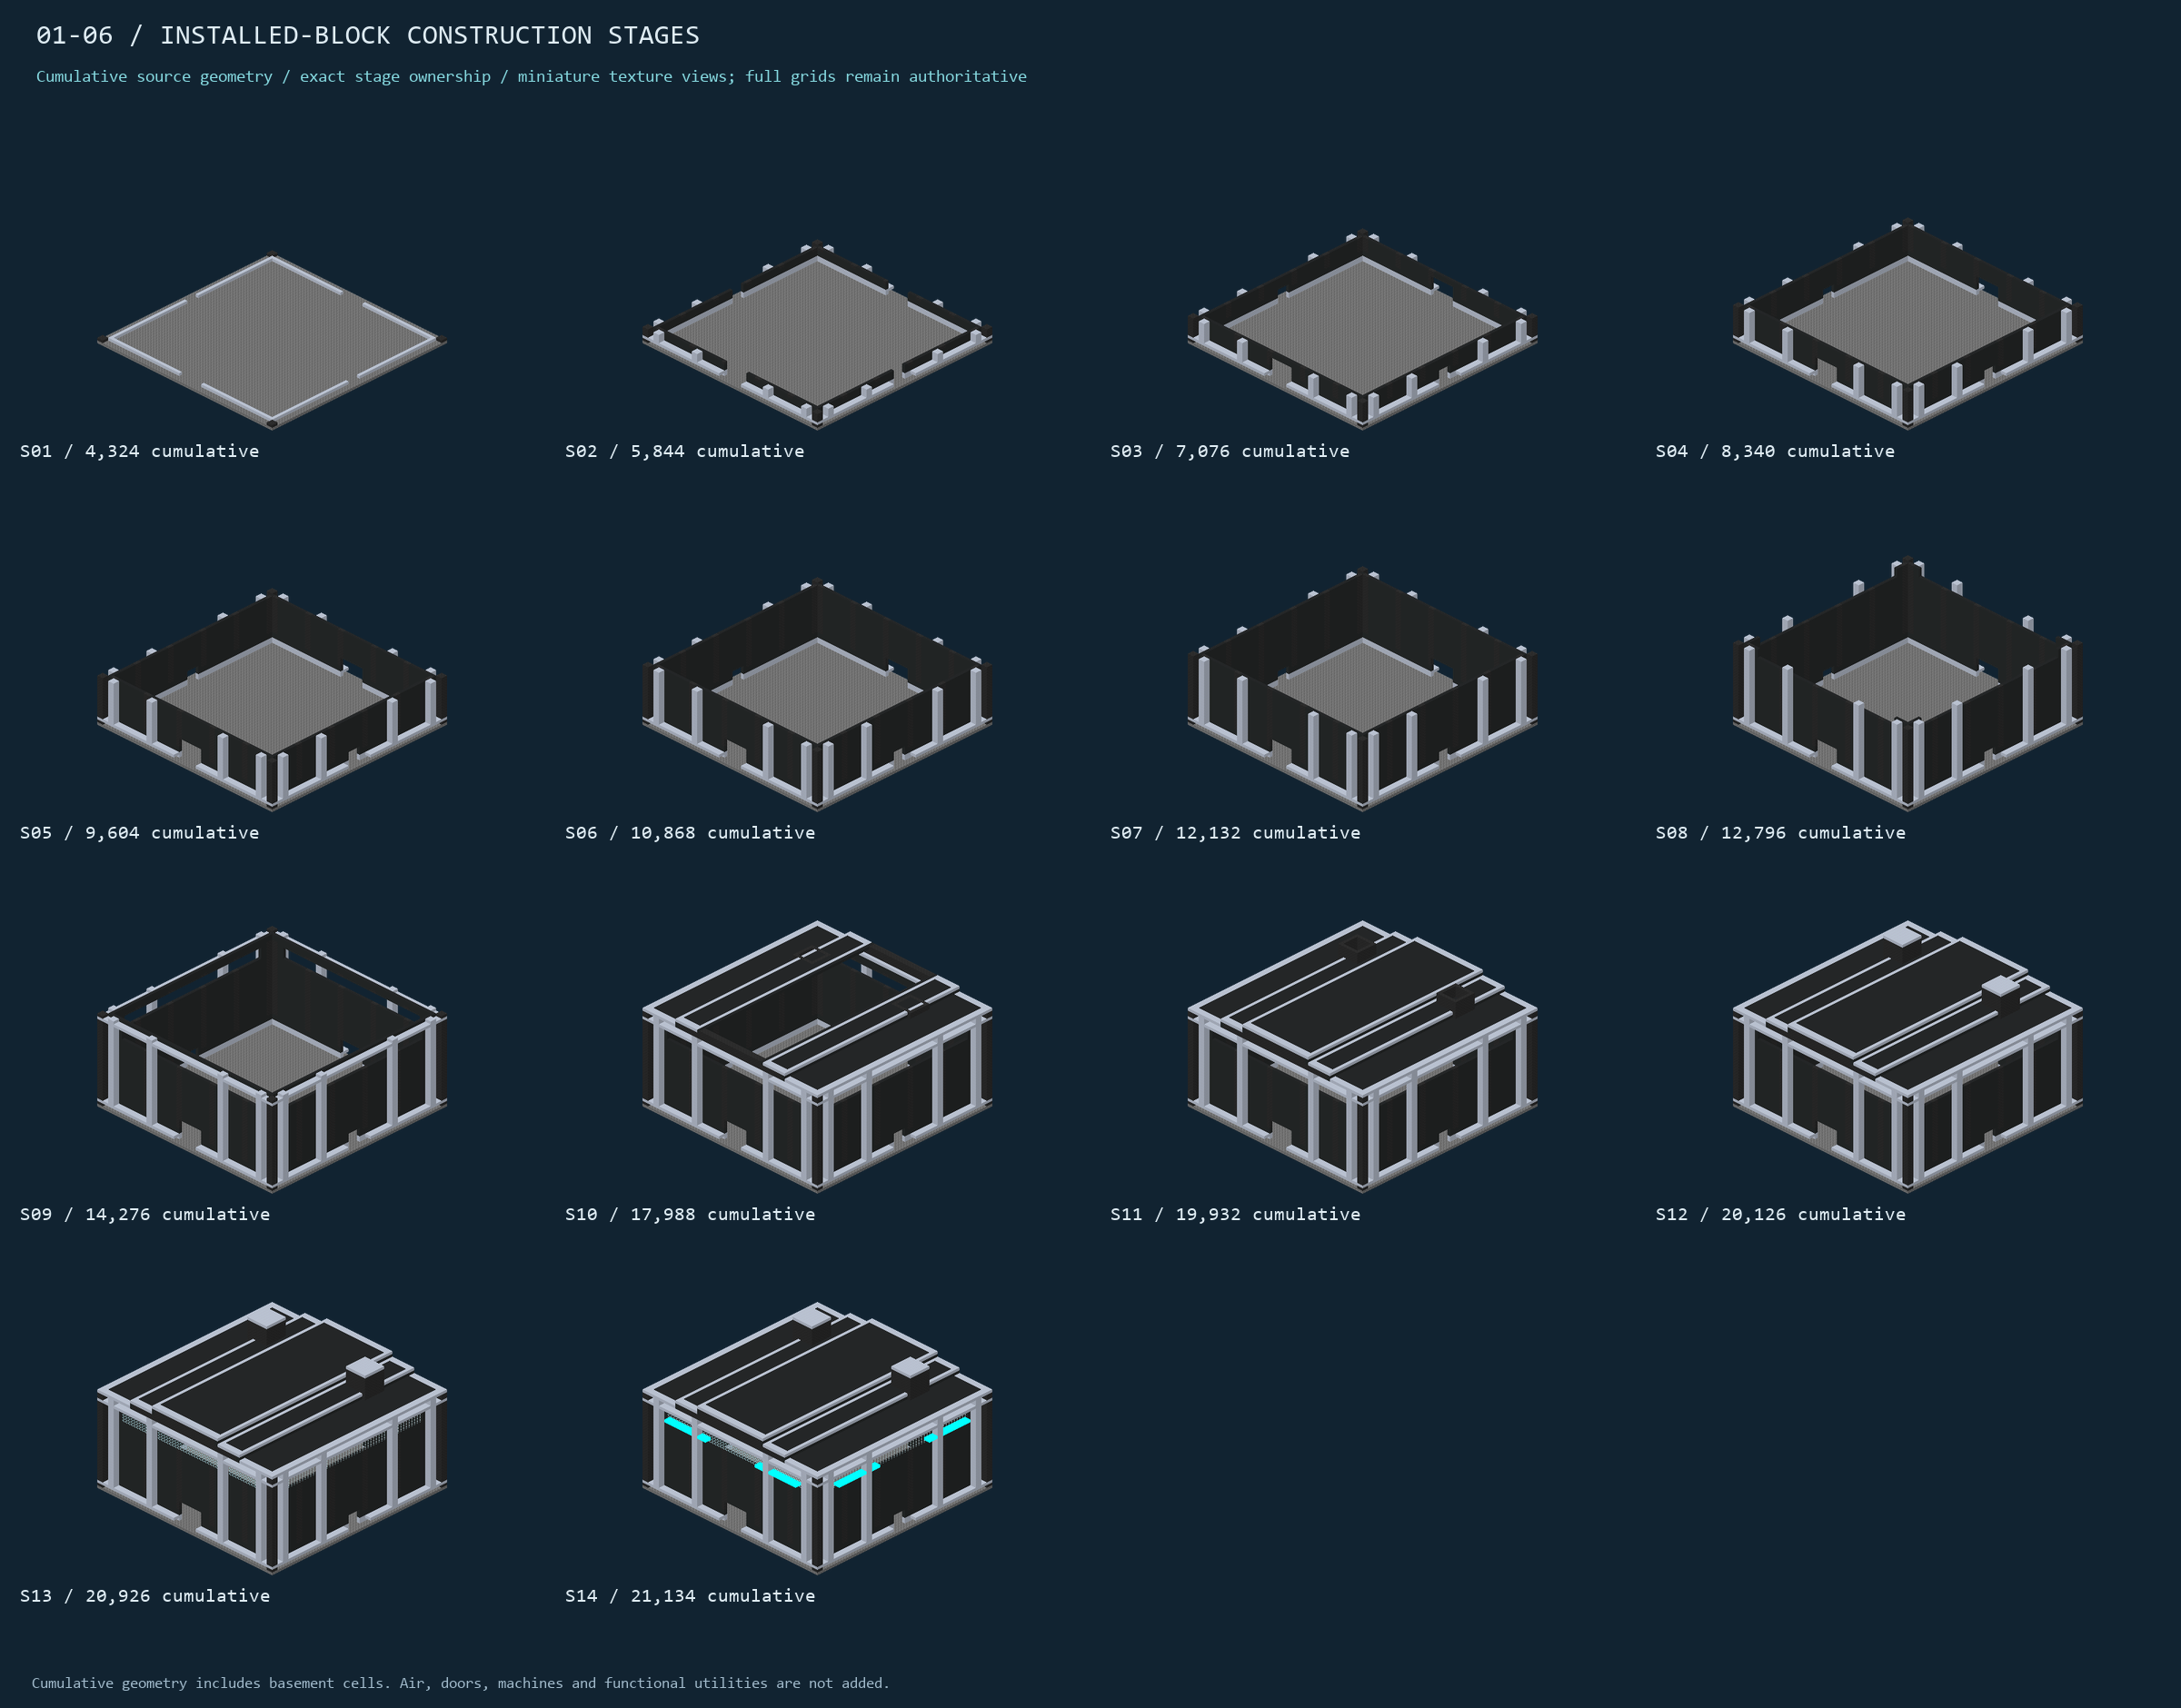 01-06 / INSTALLED-BLOCK CONSTRUCTION STAGES
Cumulative source geometry / exact stage ownership / miniature texture views; full grids remain authoritative
S01 / 4,324 cumulative
S02 / 5,844 cumulative
S03 / 7,076 cumulative
S04 / 8,340 cumulative
S05 / 9,604 cumulative
S06 / 10,868 cumulative
S07 / 12,132 cumulative
S08 / 12,796 cumulative
S09 / 14,276 cumulative
S10 / 17,988 cumulative
S11 / 19,932 cumulative
S12 / 20,126 cumulative
S13 / 20,926 cumulative
S14 / 21,134 cumulative
Cumulative geometry includes basement cells. Air, doors, machines and functional utilities are not added.